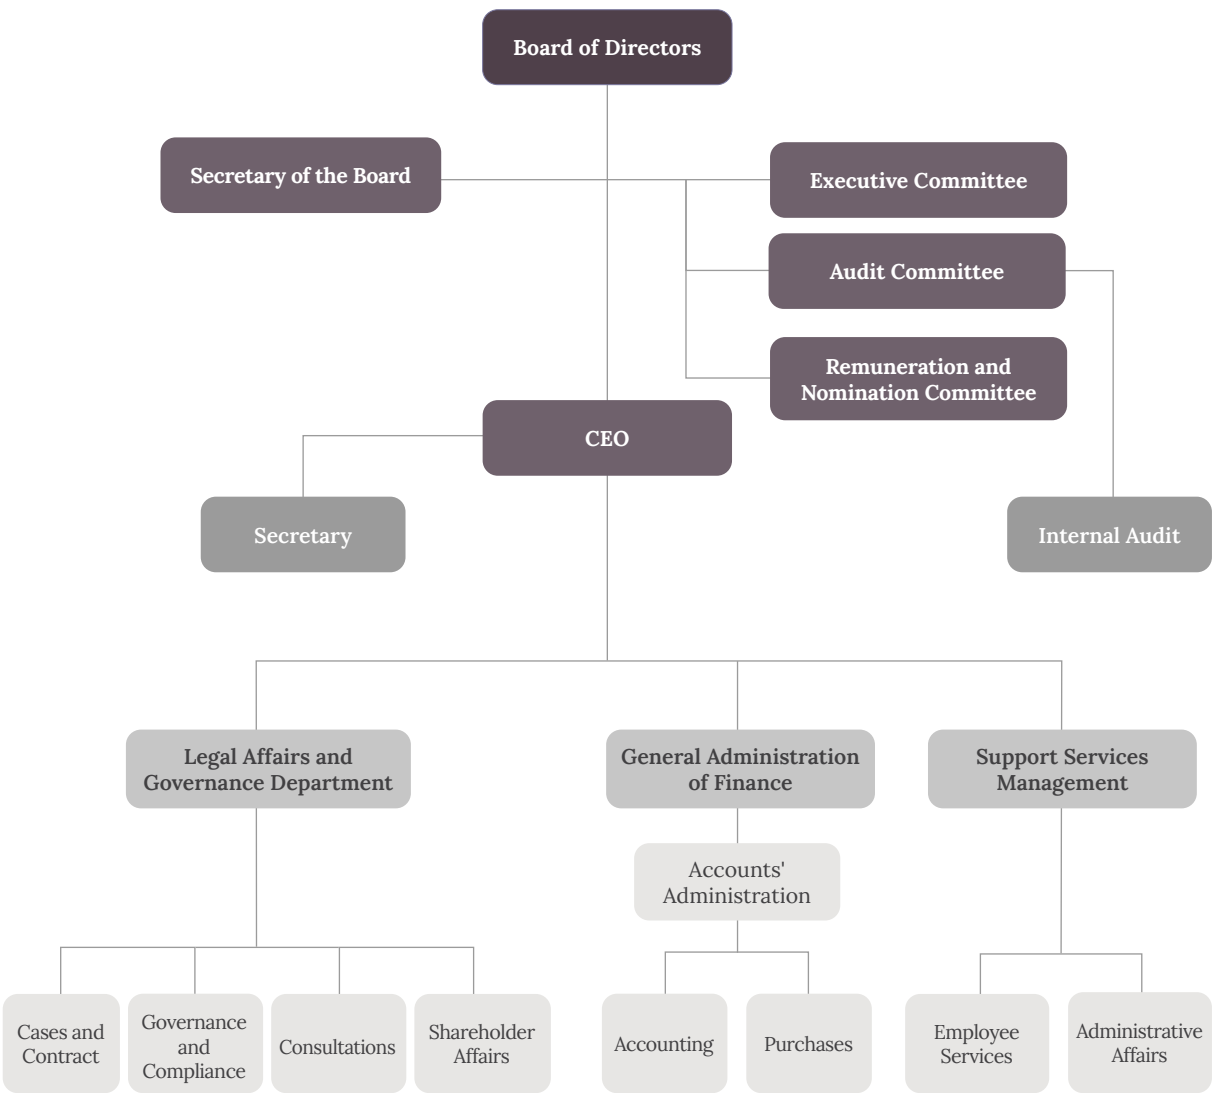 Board of Directors
Secretary of the Board
Executive Committee
Audit Committee
Remuneration and
Nomination Committee
CEO
Secretary
Internal Audit
Legal Affairs and
Governance Department
General Administration
of Finance
Support Services
Management
Accounts'
Administration
Cases and
Contract
Governance
and
Compliance
Consultations
Shareholder
Affairs
Accounting
Purchases
Employee
Services
Administrative
Affairs